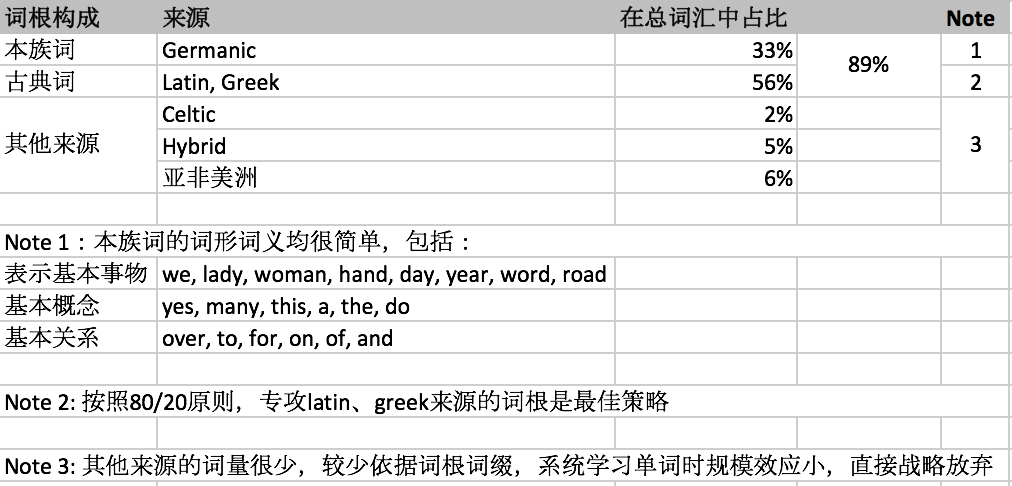 词根构成 来源 在总词汇中占比 Note
本族词 Germanic 33% 89% 1
古典词 Latin, Greek 56% 2
其他来源 Celtic 2% 3
Hybrid 5%
亚非美洲 6%
Note 1：本族词的词形词义均很简单，包括：
表示基本事物 we, lady, woman, hand, day, year, word, road
基本概念 yes, many, this, a, the, do
基本关系 over, to, for, on, of, and
Note 2: 按照80/20原则，专攻latin、greek来源的词根是最佳策略
Note 3: 其他来源的词量很少，较少依据词根词缀，系统学习单词时规模效应小，直接战略放弃